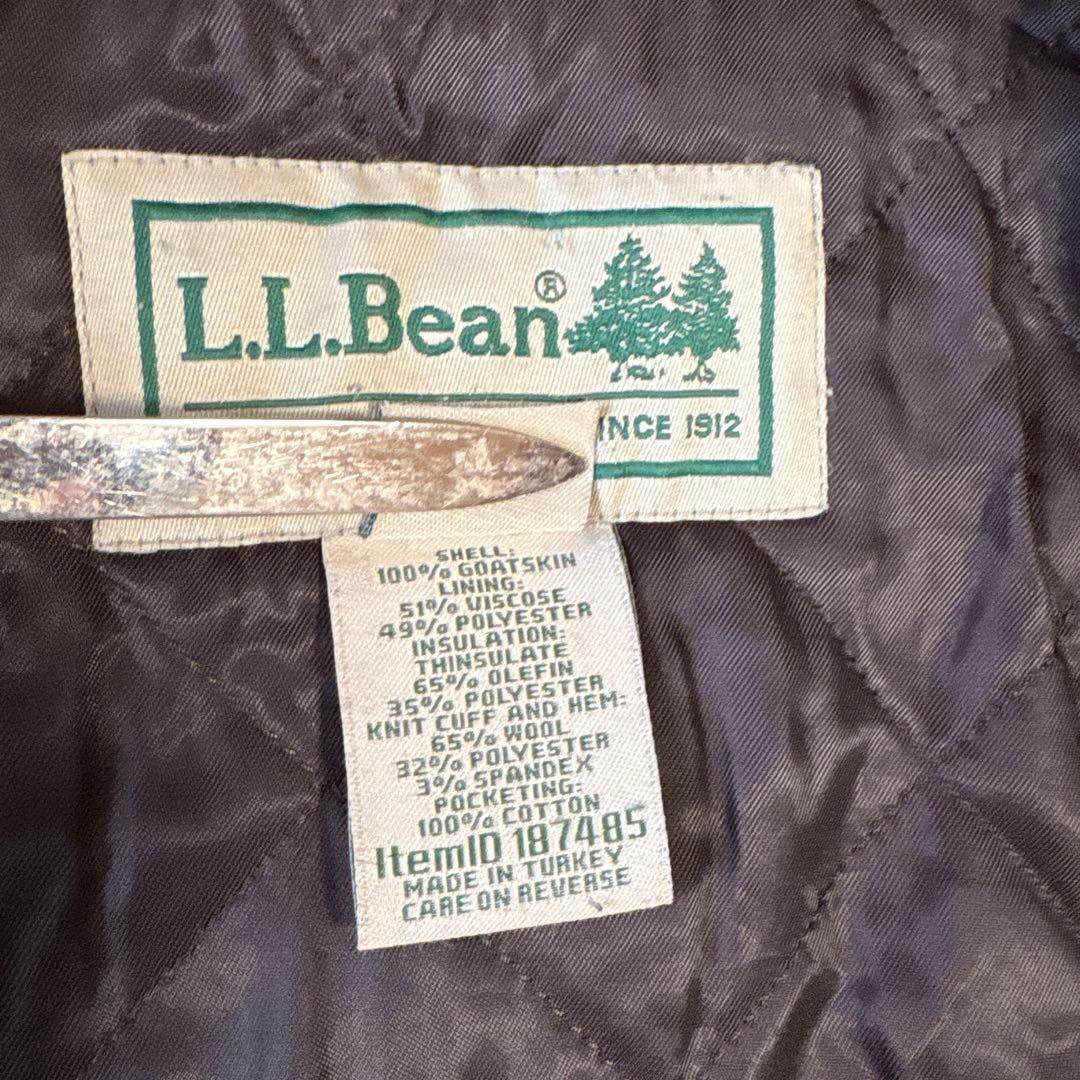 L.L.Bean®
INCE 1912
SHELL:
100% GOATSKIN
LINING:
51% VISCOSE
49% POLYESTER
INSULATION:
THINSULATE
65% OLEFIN
35% POLYESTER
KNIT CUFF AND HEM:
65% WOOL
32% POLYESTER
3% SPANDEX
POCKETING:
100% COTTON
ItemID 187485
MADE IN TURKEY
CARE ON REVERSE